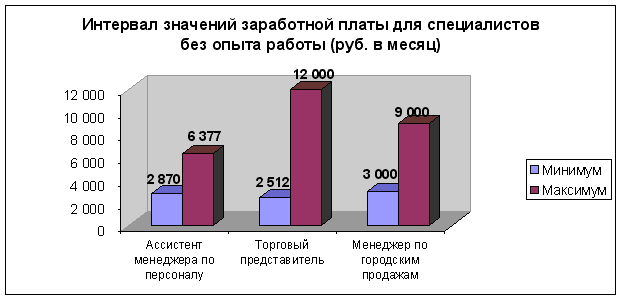 Интервал значений заработной платы для специалистов
без опыта работы (руб. в месяц)
12 000
10 000
8 000
6 000
4 000
2 000
0
2 870
6 377
2 512
12 000
3 000
9 000
Ассистент
менеджера по
персоналу
Торговый
представитель
Менеджер по
городским
продажам
Минимум
Максимум